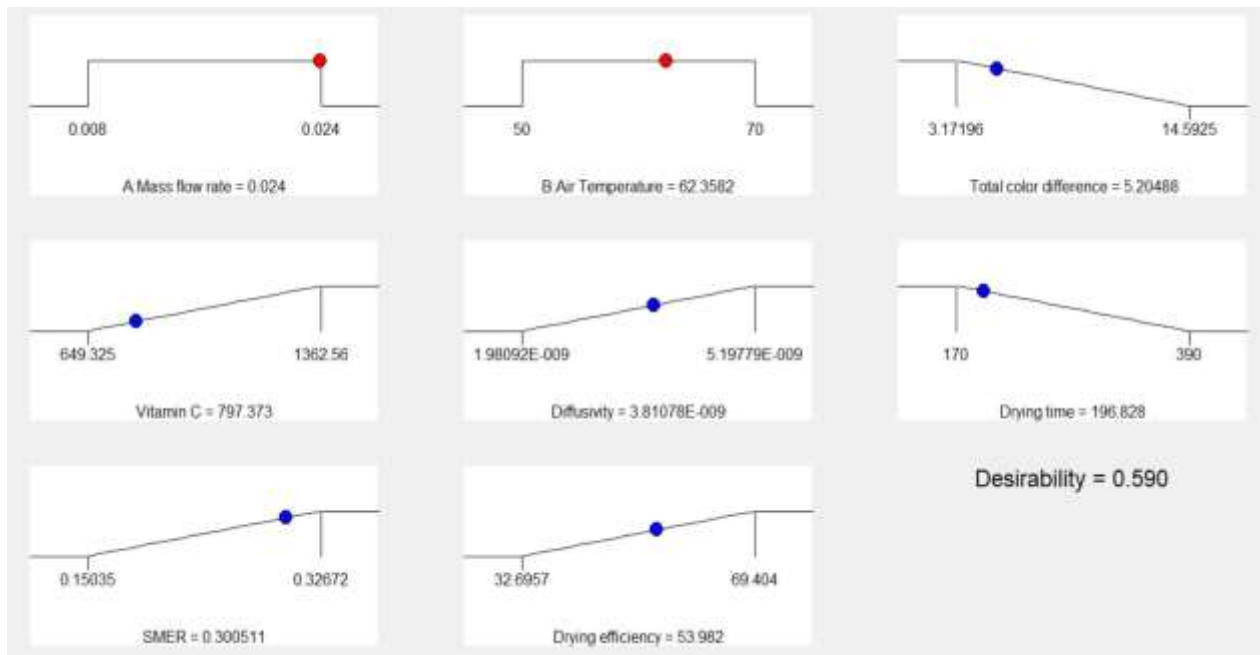 0.008 0.024
A Mass flow rate = 0.024
50 70
B Air Temperature = 62.3582
3.17196 14.5925
Total color difference = 5.20488
649.325 1362.56
Vitamin C = 797.373
1.98092E-009 5.19779E-009
Diffusivity = 3.81078E-009
170 390
Drying time = 196.828
0.15035 0.32672
SMER = 0.300511
32.6957 69.404
Drying efficiency = 53.982
Desirability = 0.590